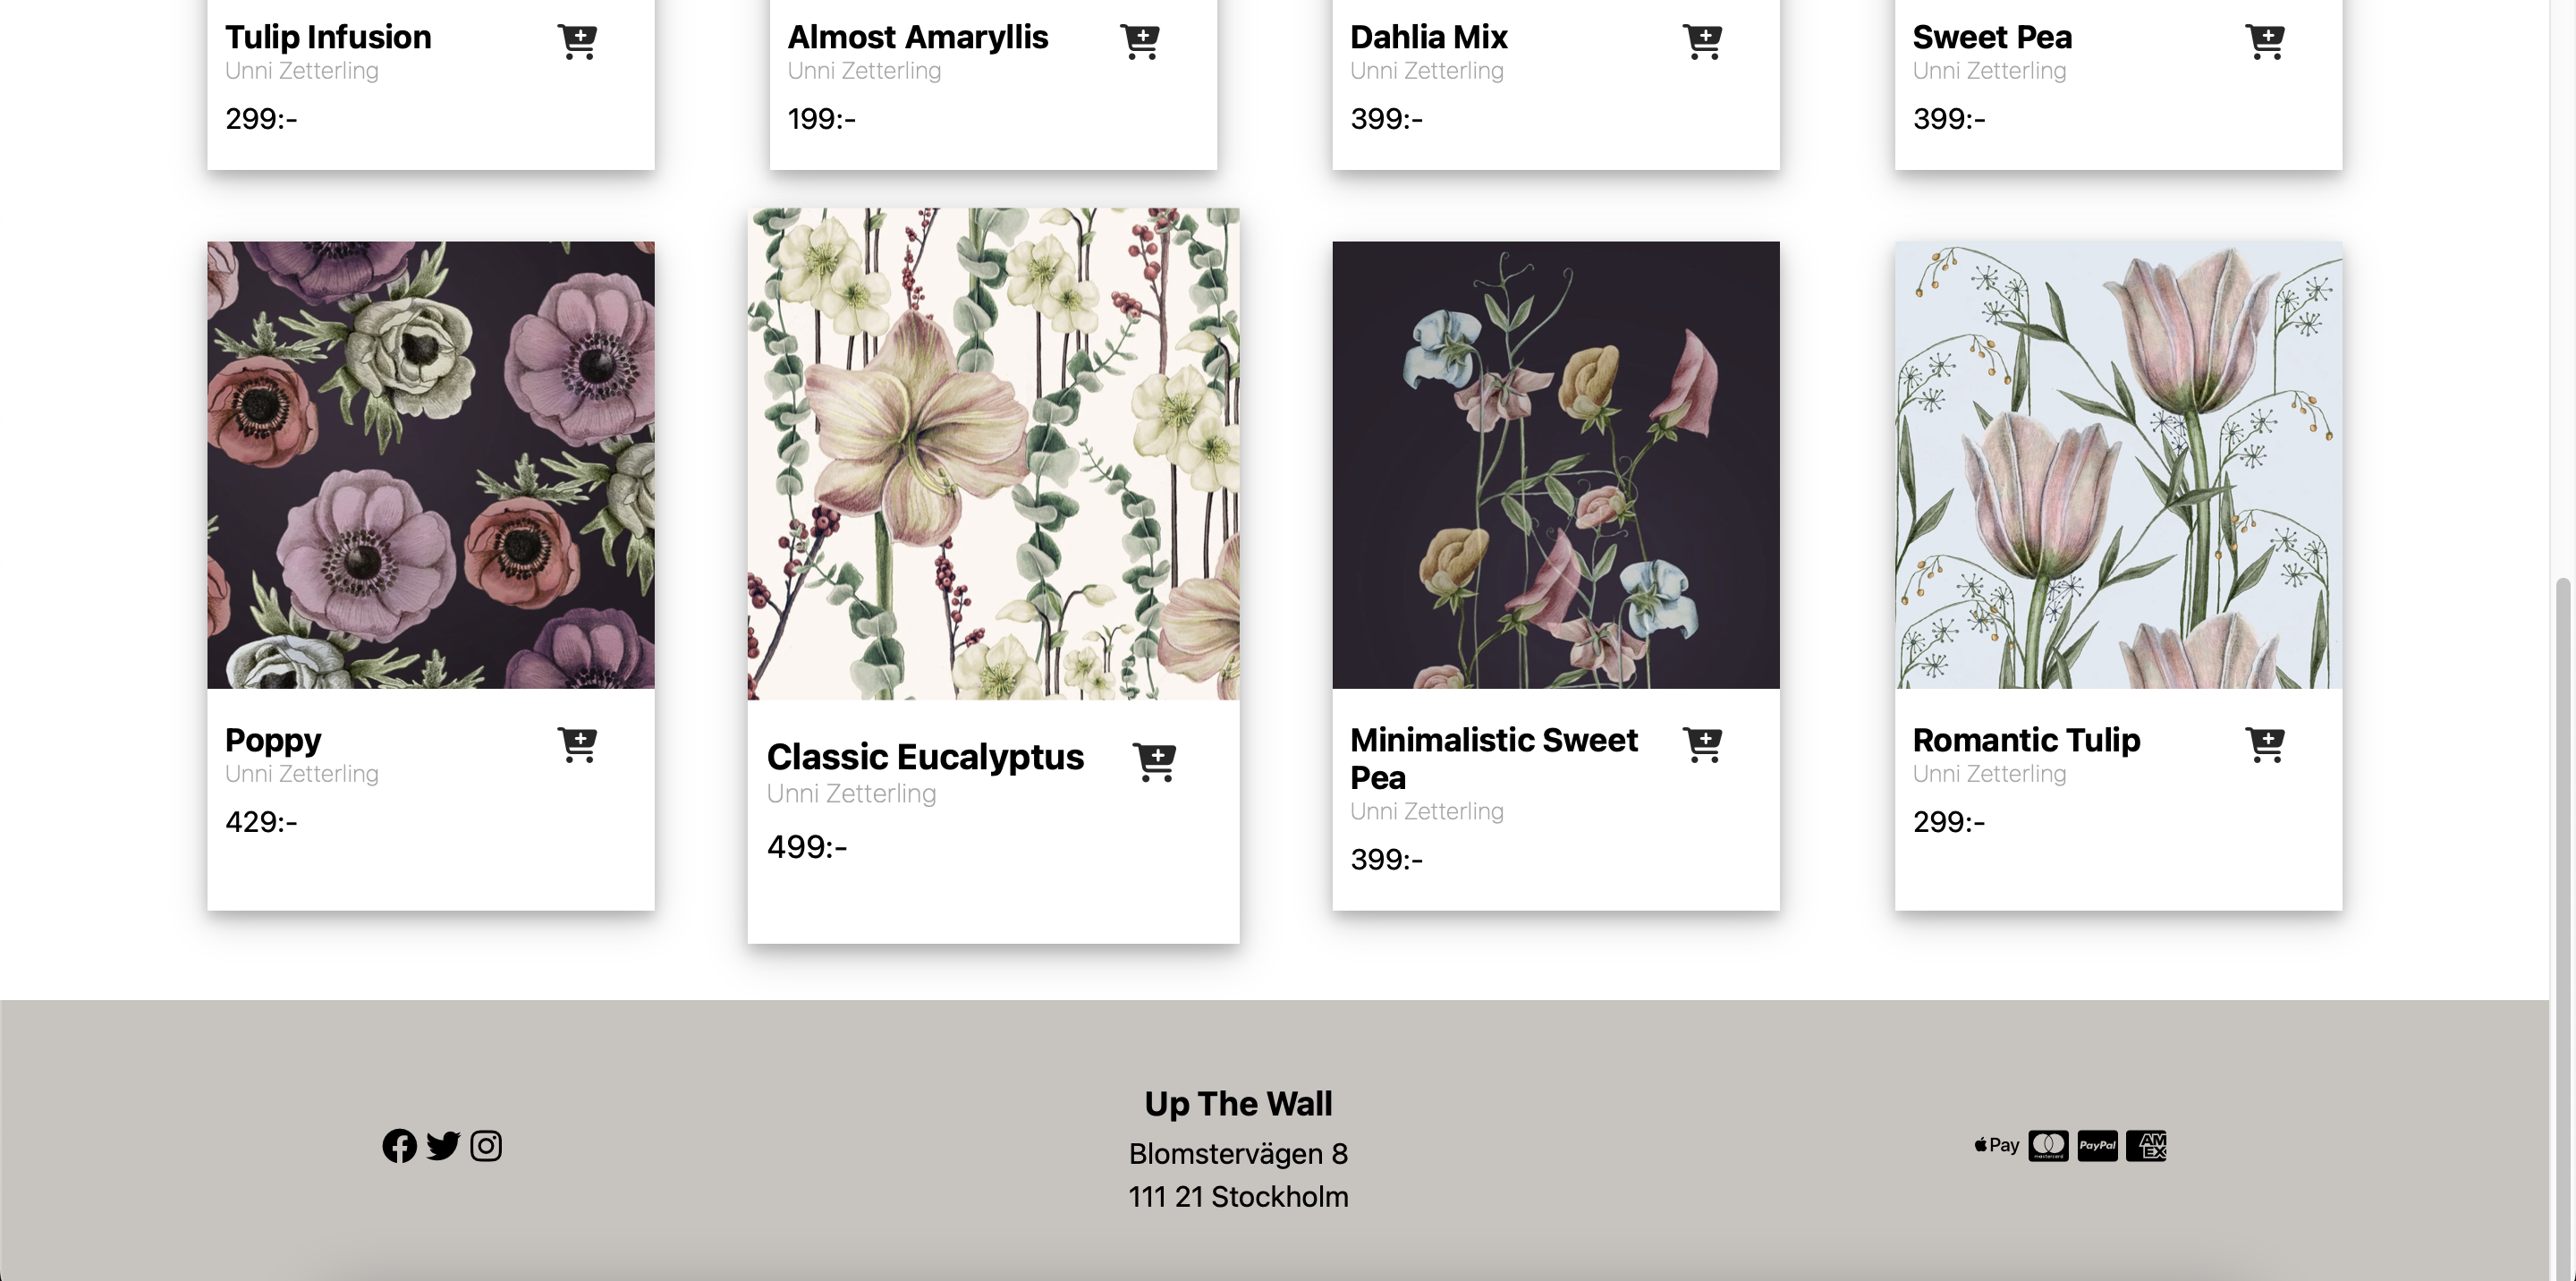 Tulip Infusion
Unni Zetterling
299:-
Almost Amaryllis
Unni Zetterling
199:-
Dahlia Mix
Unni Zetterling
399:-
Sweet Pea
Unni Zetterling
399:-
Poppy
Unni Zetterling
429:-
Classic Eucalyptus
Unni Zetterling
499:-
Minimalistic Sweet
Pea
Unni Zetterling
399:-
Romantic Tulip
Unni Zetterling
299:-
Up The Wall
Blomstervägen 8
111 21 Stockholm
Pay
mastercard
PayPal
AM
EX